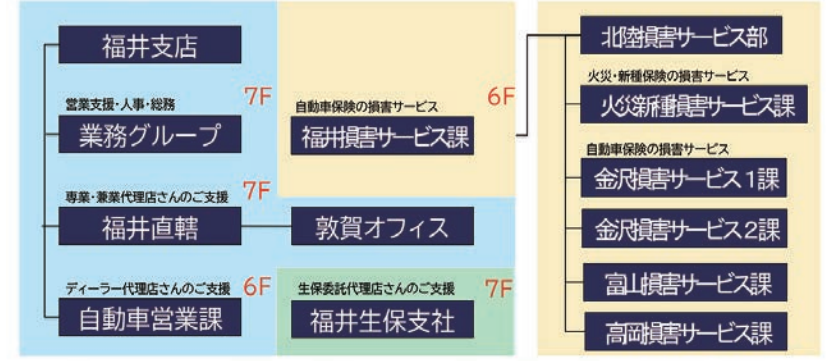 福井支店
営業支援・人事・総務
7F
業務グループ
専業・兼業代理店さんのご支援
7F
福井直轄
敦賀オフィス
ディーラー代理店さんのご支援
6F
自動車営業課
自動車保険の損害サービス
6F
福井損害サービス課
生保委託代理店さんのご支援
7F
福井生保支社
北陸損害サービス部
火災・新種保険の損害サービス
火災新種損害サービス課
自動車保険の損害サービス
金沢損害サービス1課
金沢損害サービス2課
富山損害サービス課
高岡損害サービス課